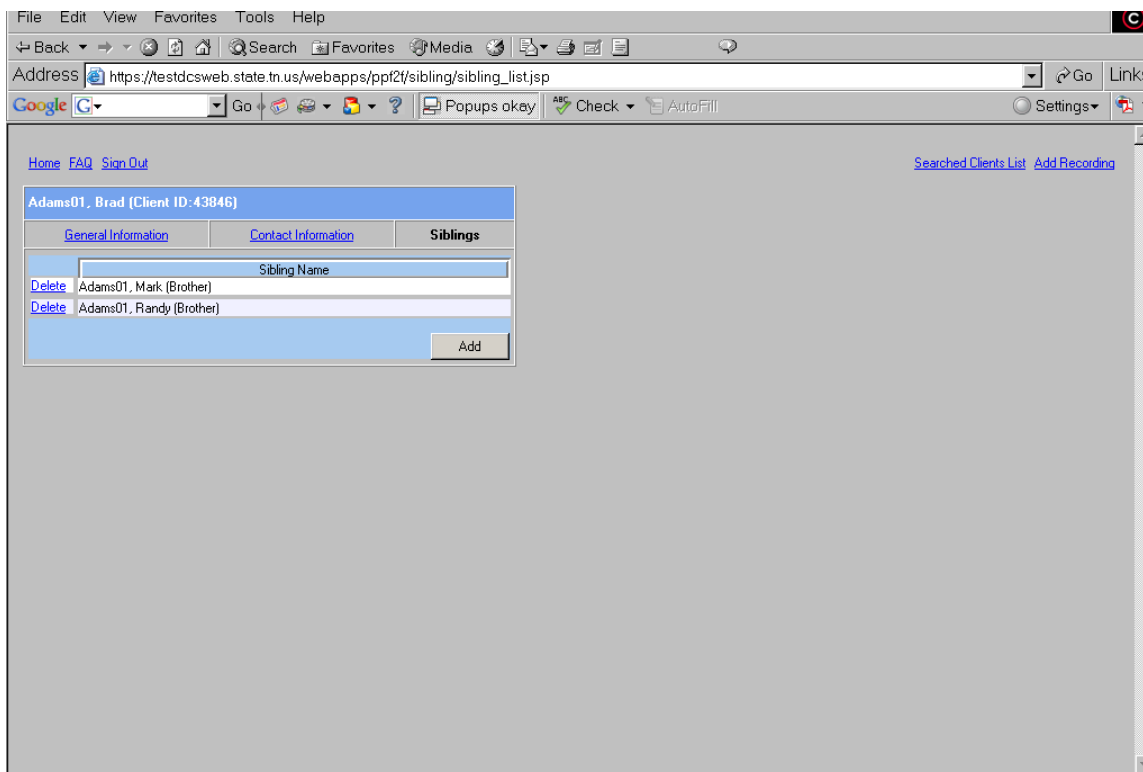 File Edit View Favorites Tools Help
Back Search Favorites Media
Address https://testdcsweb.state.tn.us/webapps/ppf2f/sibling/sibling_list.jsp Go Links
Google G Go Popups okay ABC Check AutoFill Settings
Home FAQ Sign Out Searched Clients List Add Recording
Adams01, Brad (Client ID:43846)
General Information Contact Information Siblings
Sibling Name
Delete Adams01, Mark (Brother)
Delete Adams01, Randy (Brother)
Add